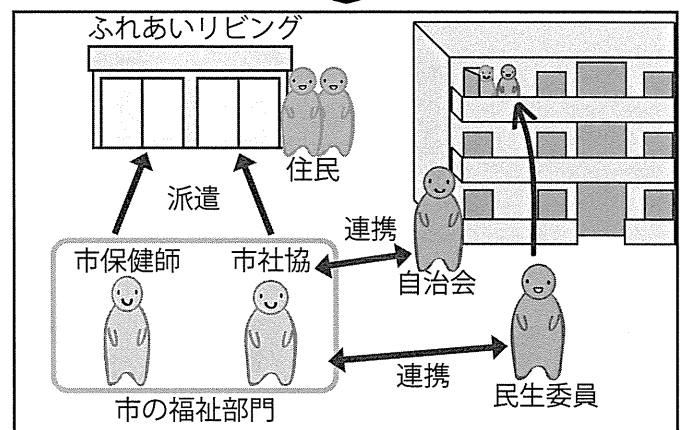 ふれあいリビング
住民
派遣
連携
市保健師
市社協
自治会
連携
民生委員
市の福祉部門